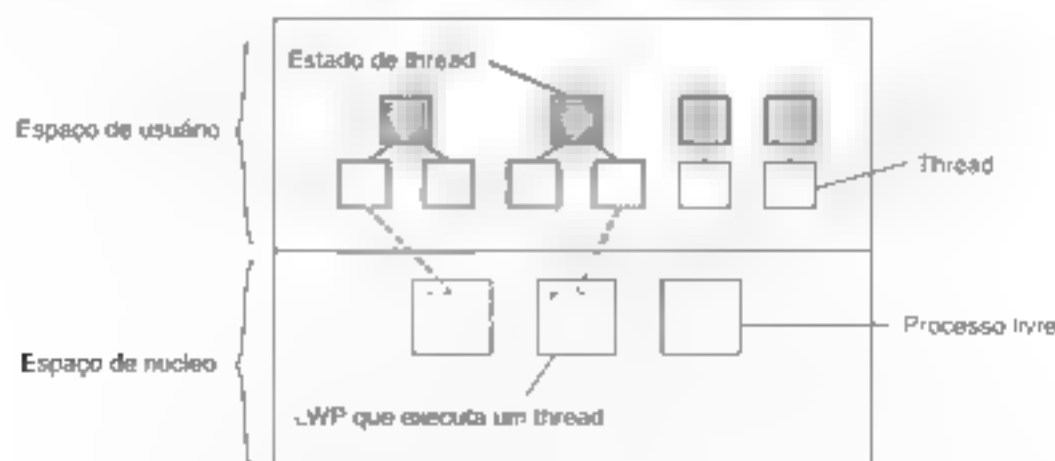 Estado de thread
Espaço de usuário
Thread
Processo livre
Espaço de nucleo
LWP que executa um thread